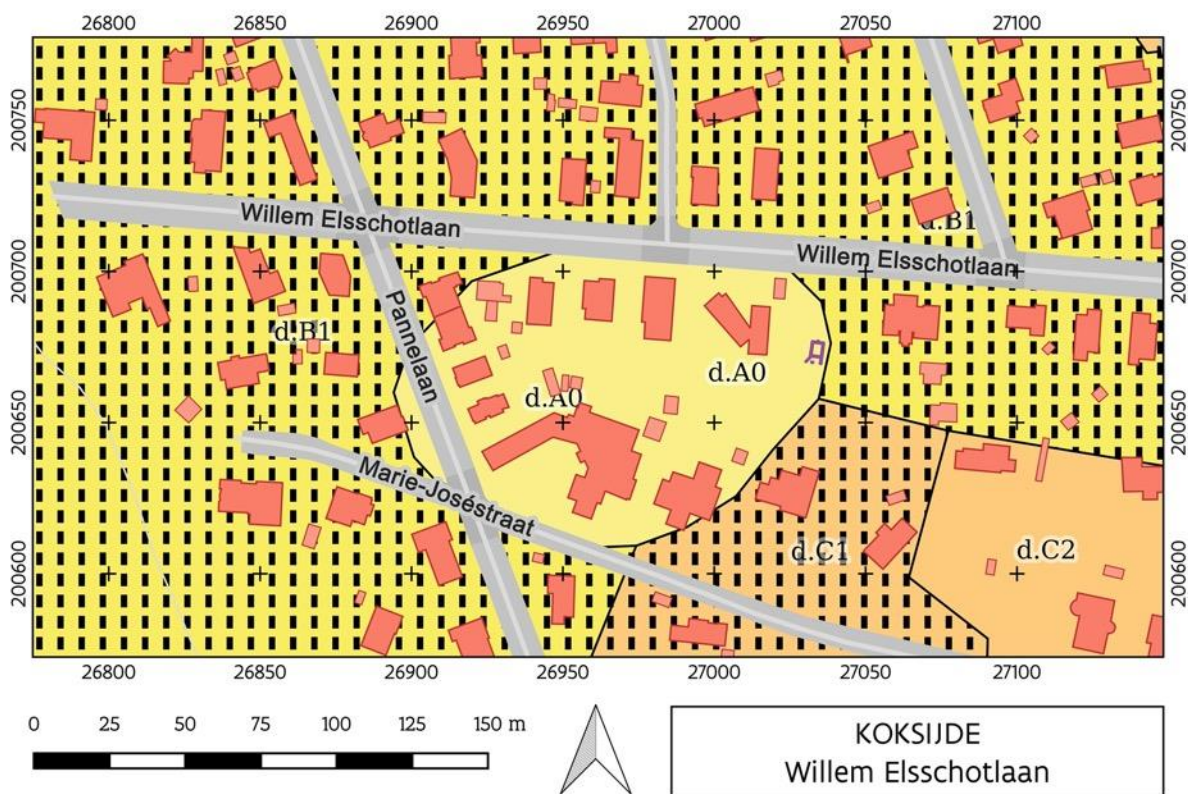 26800 26850 26900 26950 27000 27050 27100
200750 200750
Willem Elsschotlaan
d.B1
Willem Elsschotlaan
200700 200700
Pannelaan
d.B1
d.A0
d.A0
200650 200650
Marie-Joséstraat
d.C1
d.C2
200600 200600
26800 26850 26900 26950 27000 27050 27100
0 25 50 75 100 125 150 m
KOKSIJDE
Willem Elsschotlaan